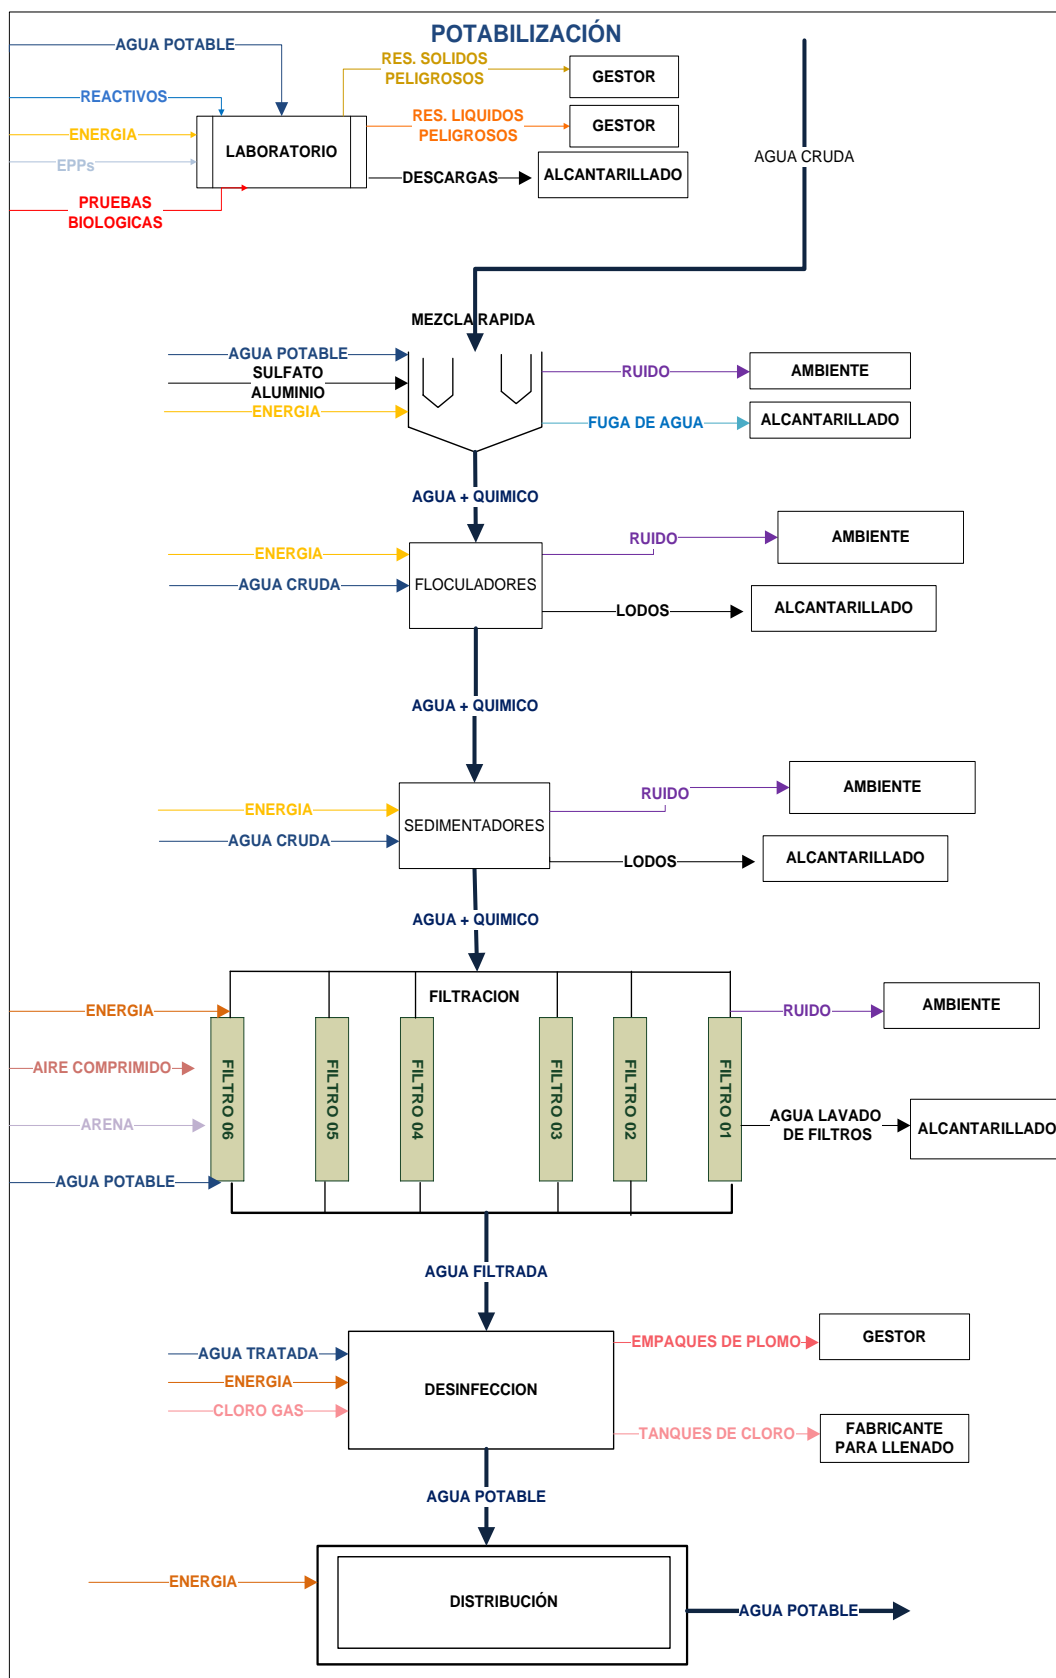 POTABILIZACIÓN
AGUA POTABLE
REACTIVOS
ENERGIA
EPPs
PRUEBAS
BIOLOGICAS
LABORATORIO
RES. SOLIDOS
PELIGROSOS
GESTOR
RES. LIQUIDOS
PELIGROSOS
GESTOR
DESCARGAS
ALCANTARILLADO
AGUA CRUDA
MEZCLA RAPIDA
AGUA POTABLE
SULFATO
ALUMINIO
ENERGIA
RUIDO
AMBIENTE
FUGA DE AGUA
ALCANTARILLADO
AGUA + QUIMICO
ENERGIA
AGUA CRUDA
FLOCULADORES
RUIDO
AMBIENTE
LODOS
ALCANTARILLADO
AGUA + QUIMICO
ENERGIA
AGUA CRUDA
SEDIMENTADORES
RUIDO
AMBIENTE
LODOS
ALCANTARILLADO
AGUA + QUIMICO
FILTRACION
ENERGIA
AIRE COMPRIMIDO
ARENA
AGUA POTABLE
FILTRO 06
FILTRO 05
FILTRO 04
FILTRO 03
FILTRO 02
FILTRO 01
RUIDO
AMBIENTE
AGUA LAVADO
DE FILTROS
ALCANTARILLADO
AGUA FILTRADA
AGUA TRATADA
ENERGIA
CLORO GAS
DESINFECCION
EMPAQUES DE PLOMO
GESTOR
TANQUES DE CLORO
FABRICANTE
PARA LLENADO
AGUA POTABLE
ENERGIA
DISTRIBUCIÓN
AGUA POTABLE